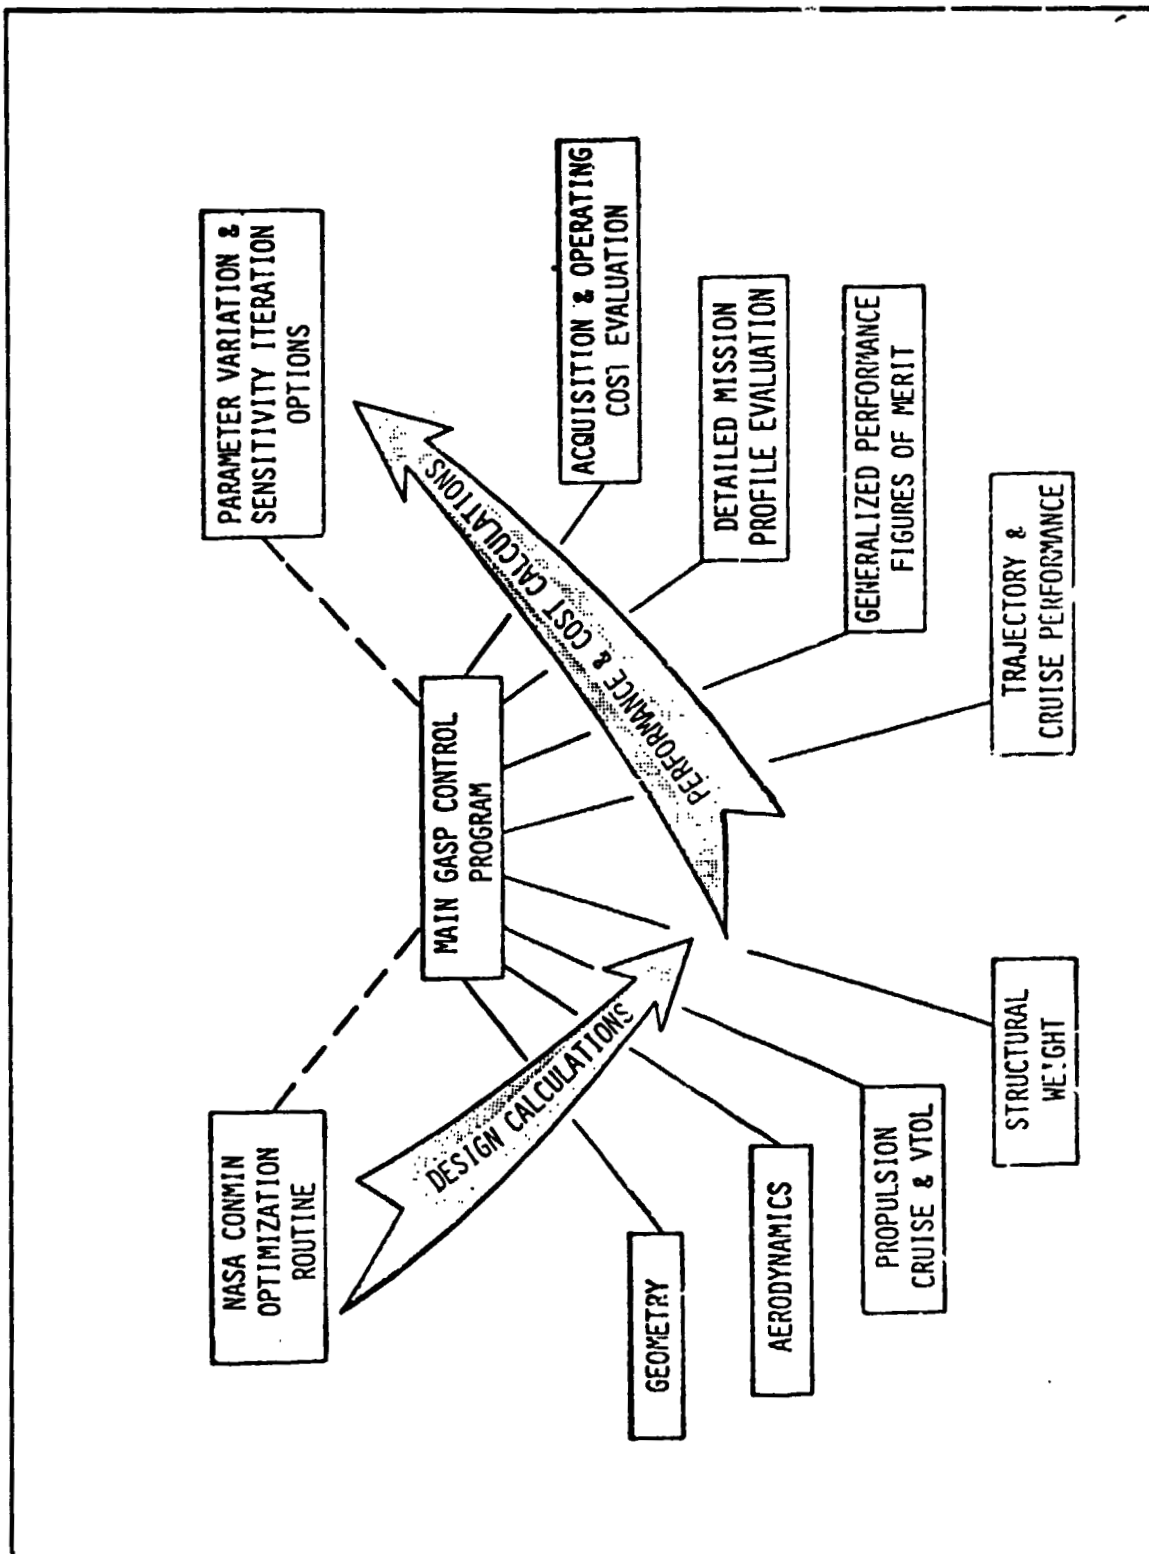 NASA CONMIN
OPTIMIZATION
ROUTINE
PARAMETER VARIATION &
SENSITIVITY ITERATION
OPTIONS
MAIN GASP CONTROL
PROGRAM
DESIGN CALCULATIONS
PERFORMANCE & COST CALCULATIONS
GEOMETRY
AERODYNAMICS
PROPULSION
CRUISE & VTOL
STRUCTURAL
WEIGHT
TRAJECTORY &
CRUISE PERFORMANCE
GENERALIZED PERFORMANCE
FIGURES OF MERIT
DETAILED MISSION
PROFILE EVALUATION
ACQUISITION & OPERATING
COST EVALUATION